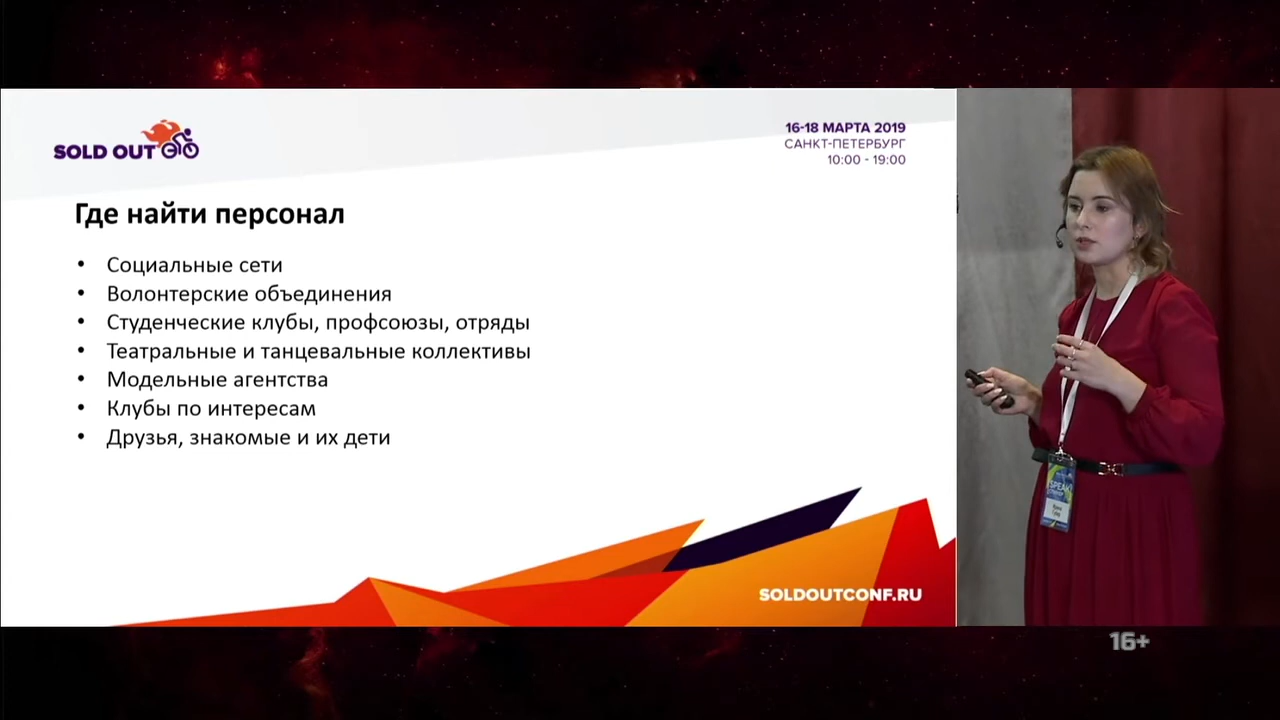 SOLD OUT
16-18 МАРТА 2019
САНКТ-ПЕТЕРБУРГ
10:00 - 19:00
Где найти персонал
• Социальные сети
• Волонтерские объединения
• Студенческие клубы, профсоюзы, отряды
• Театральные и танцевальные коллективы
• Модельные агентства
• Клубы по интересам
• Друзья, знакомые и их дети
SOLDOUTCONF.RU
16+